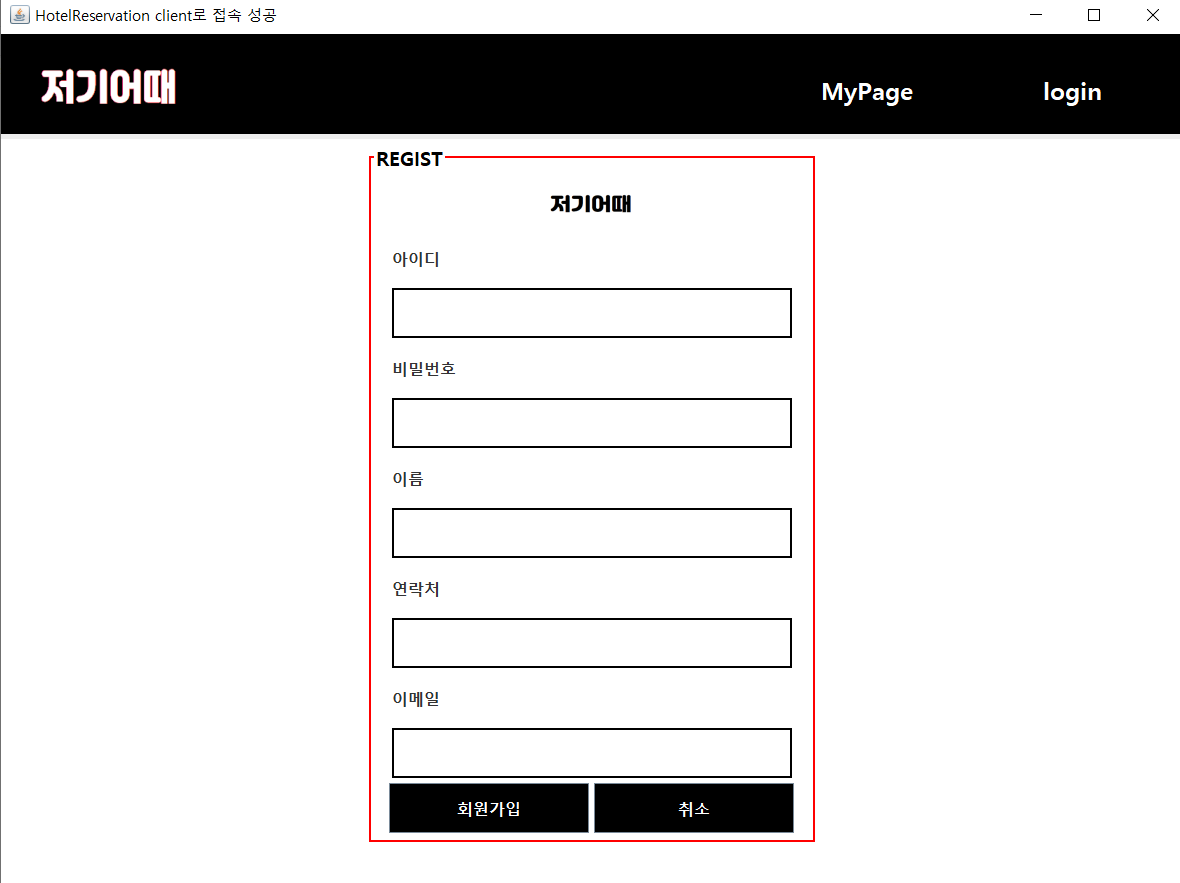 HotelReservation client로 접속 성공
저기어때 MyPage login
REGIST
저기어때
아이디
비밀번호
이름
연락처
이메일
회원가입 취소